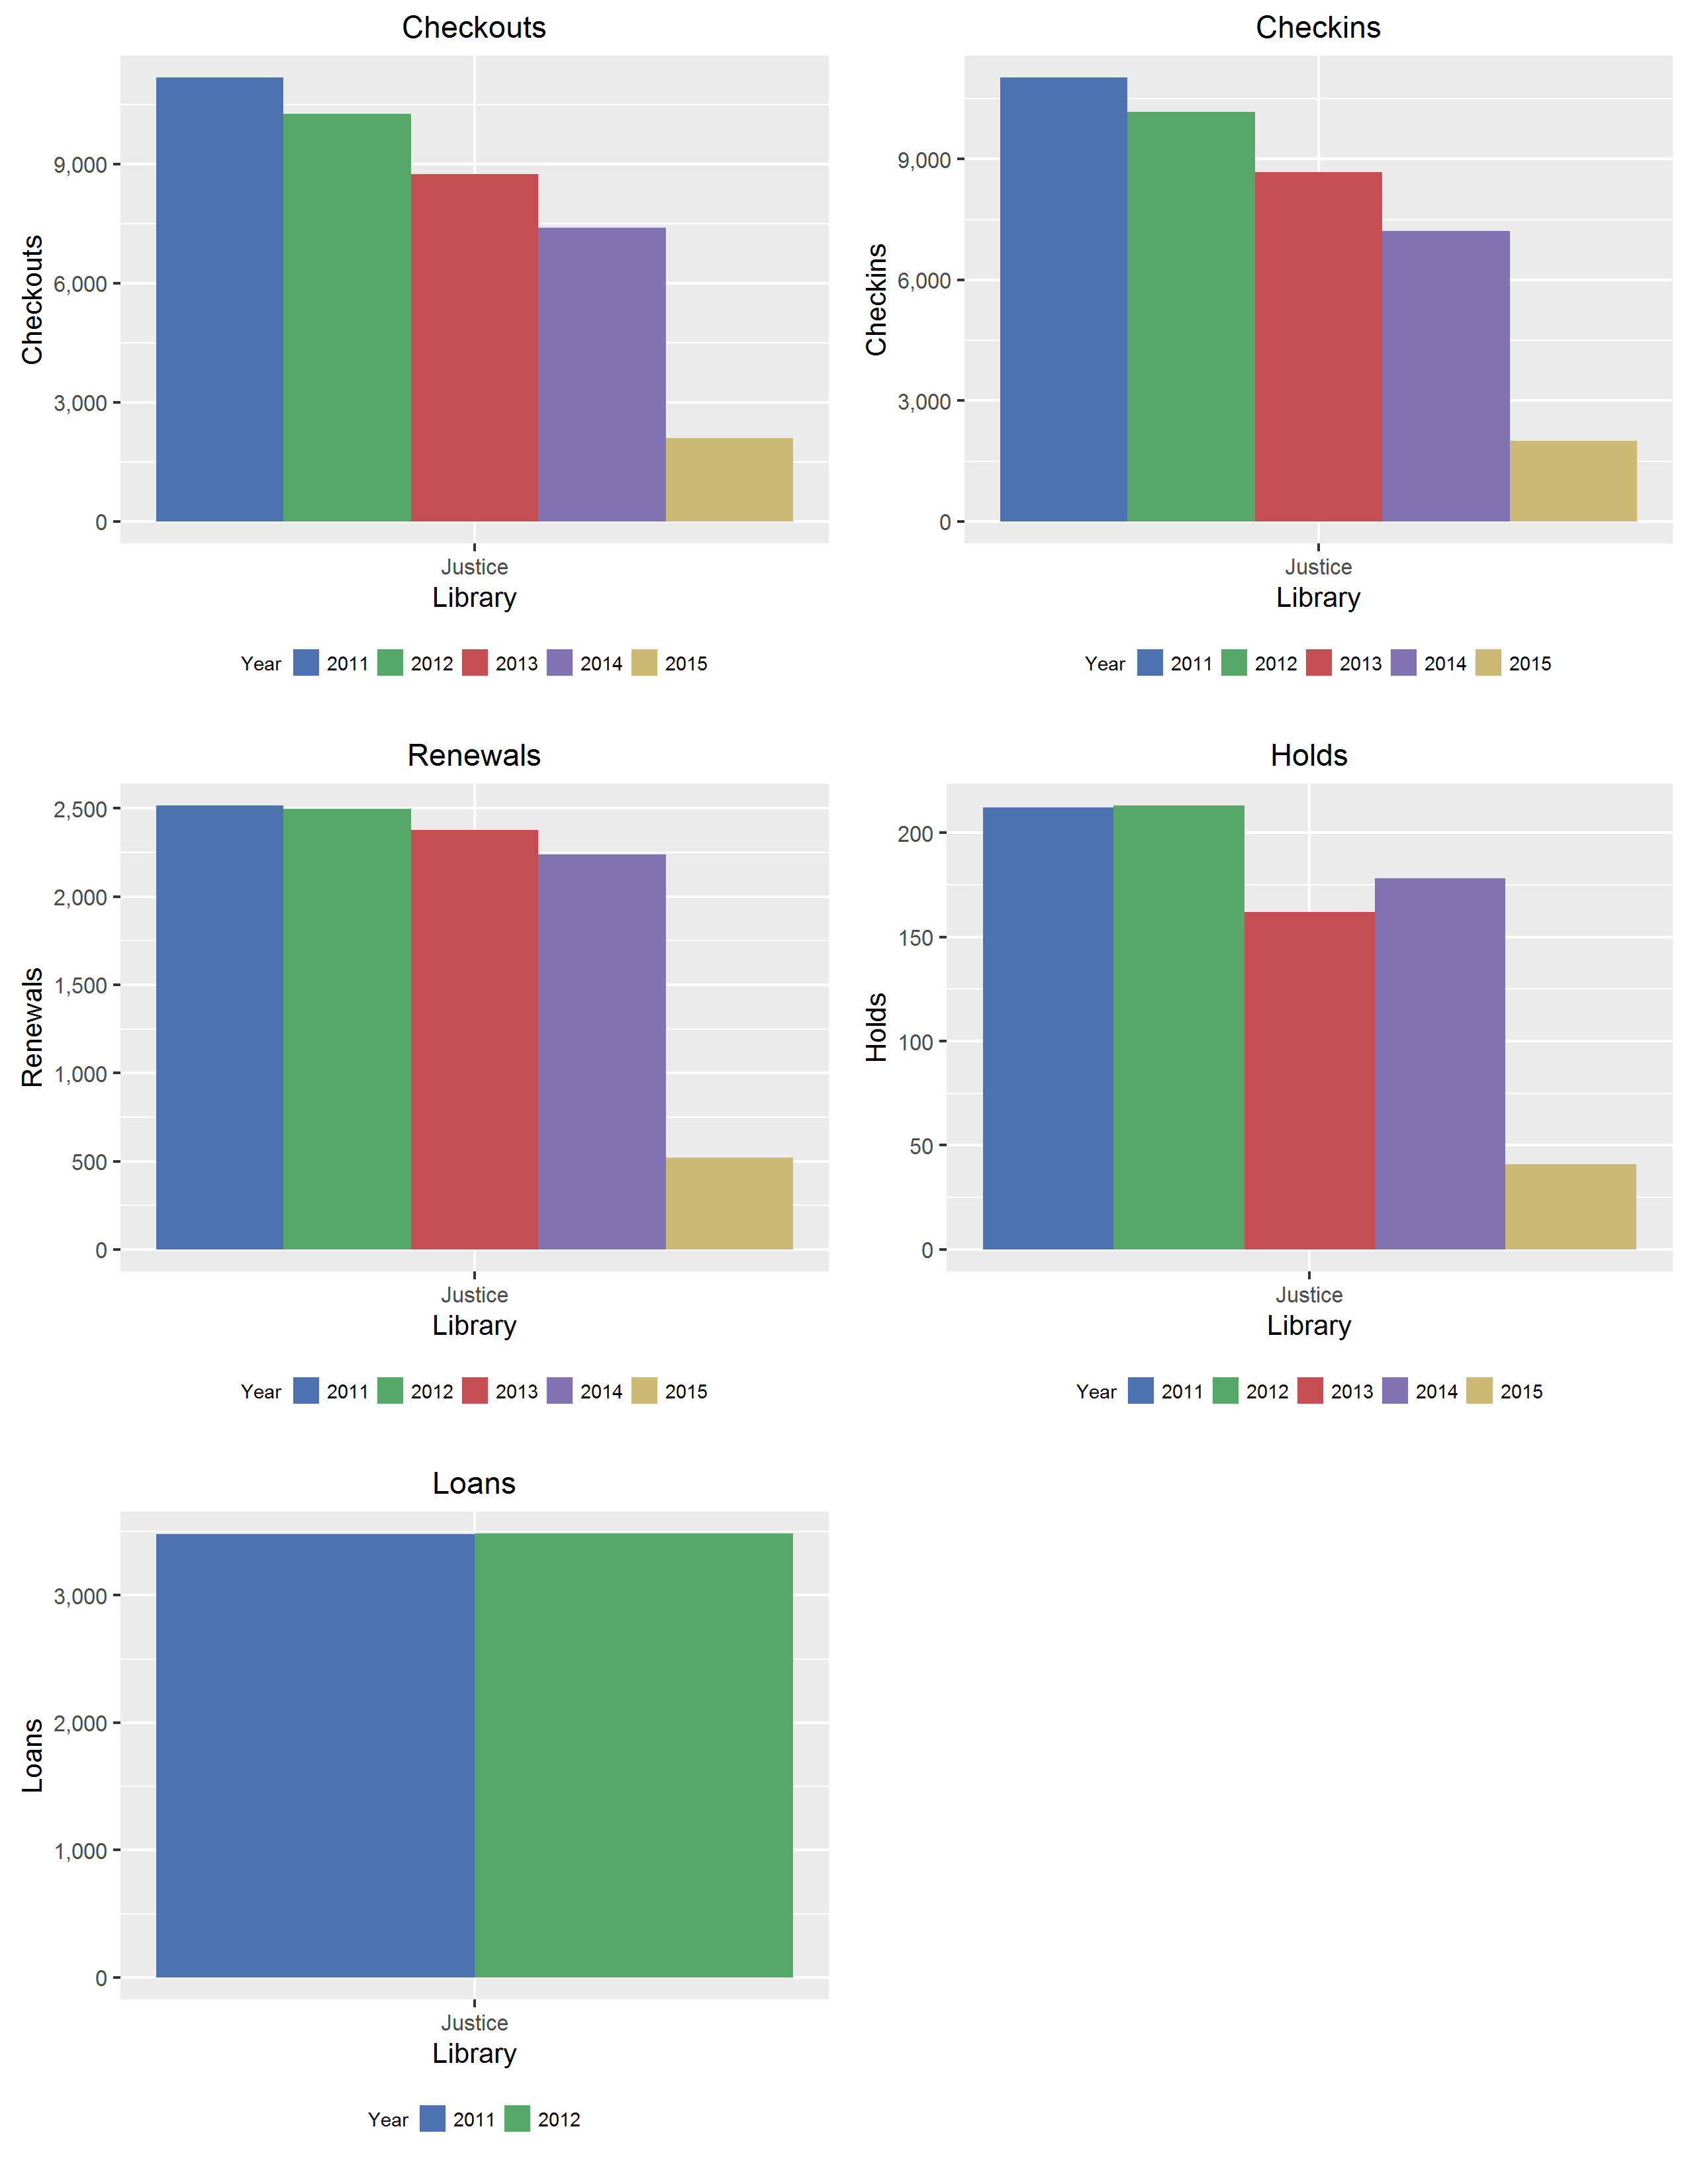 Checkouts
Checkouts
9,000
6,000
3,000
0
Justice
Library
Year 2011 2012 2013 2014 2015
Checkins
Checkins
9,000
6,000
3,000
0
Justice
Library
Year 2011 2012 2013 2014 2015
Renewals
Renewals
2,500
2,000
1,500
1,000
500
0
Justice
Library
Year 2011 2012 2013 2014 2015
Holds
Holds
200
150
100
50
0
Justice
Library
Year 2011 2012 2013 2014 2015
Loans
Loans
3,000
2,000
1,000
0
Justice
Library
Year 2011 2012